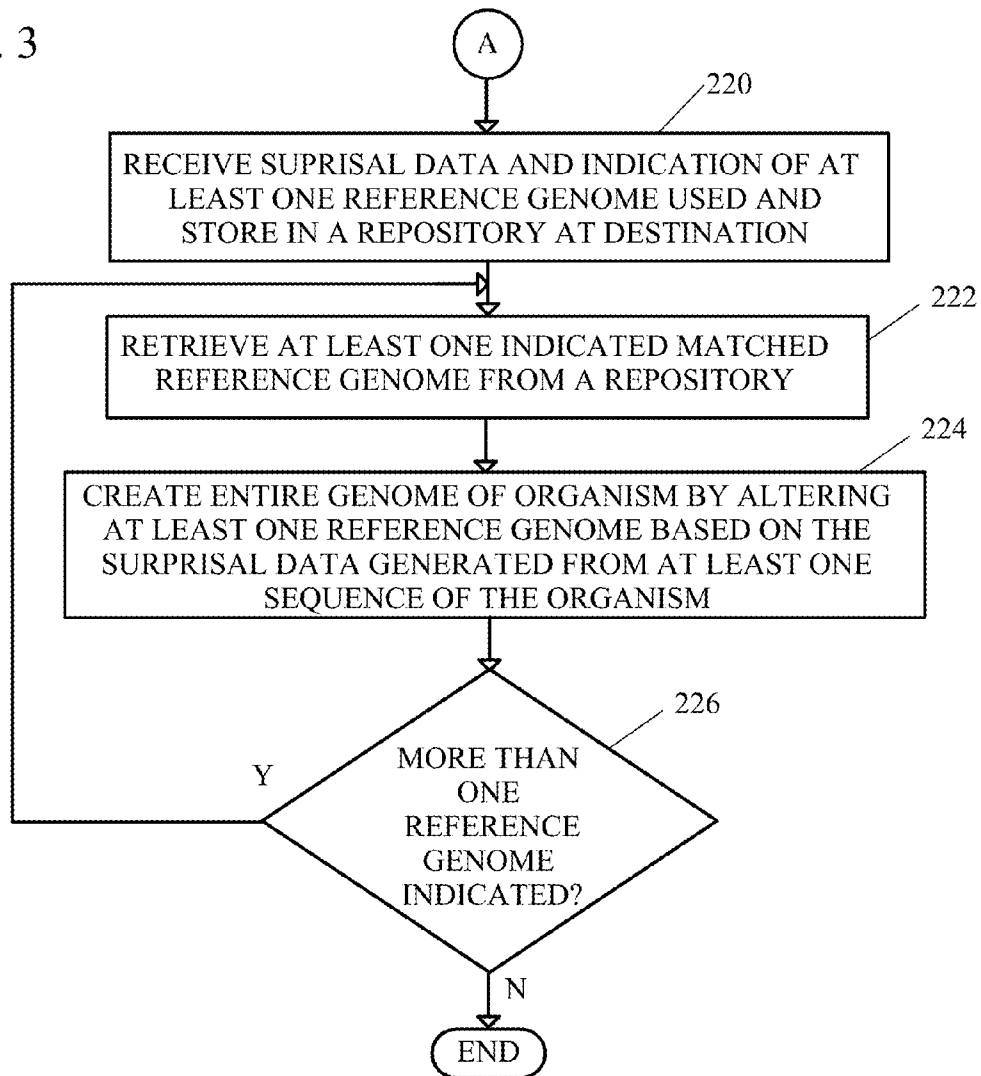 . 3
A
220
RECEIVE SUPRISAL DATA AND INDICATION OF AT
LEAST ONE REFERENCE GENOME USED AND
STORE IN A REPOSITORY AT DESTINATION
222
RETRIEVE AT LEAST ONE INDICATED MATCHED
REFERENCE GENOME FROM A REPOSITORY
224
CREATE ENTIRE GENOME OF ORGANISM BY ALTERING
AT LEAST ONE REFERENCE GENOME BASED ON THE
SURPRISAL DATA GENERATED FROM AT LEAST ONE
SEQUENCE OF THE ORGANISM
226
Y
MORE THAN
ONE
REFERENCE
GENOME
INDICATED?
N
END